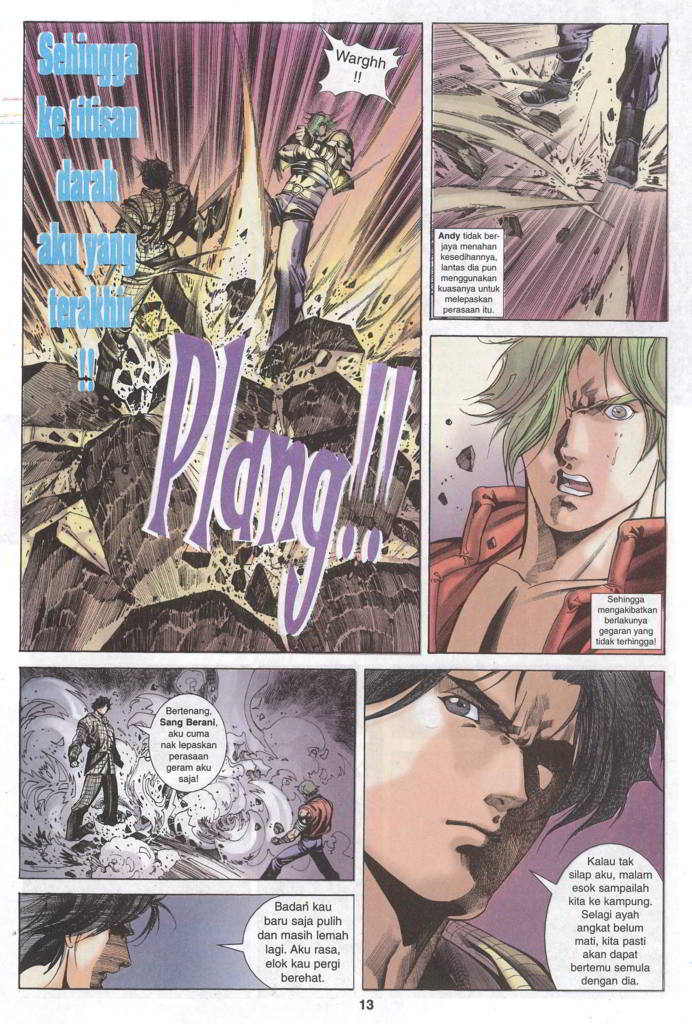 Sehingga
ke titisan
darah
aku yang
terakhir
!!
Warghh
!!
Plang!!
Andy tidak ber-
jaya menahan
kesedihannya,
lantas dia pun
menggunakan
kuasanya untuk
melepaskan
perasaan itu.
Sehingga
mengakibatkan
berlakunya
gegaran yang
tidak terhingga!
Bertenang,
Sang Berani,
aku cuma
nak lepaskan
perasaan
geram aku
saja!
Kalau tak
silap aku, malam
esok sampailah
kita ke kampung.
Selagi ayah
angkat belum
mati, kita pasti
akan dapat
bertemu semula
dengan dia.
Badan kau
baru saja pulih
dan masih lemah
lagi. Aku rasa,
elok kau pergi
berehat.
13